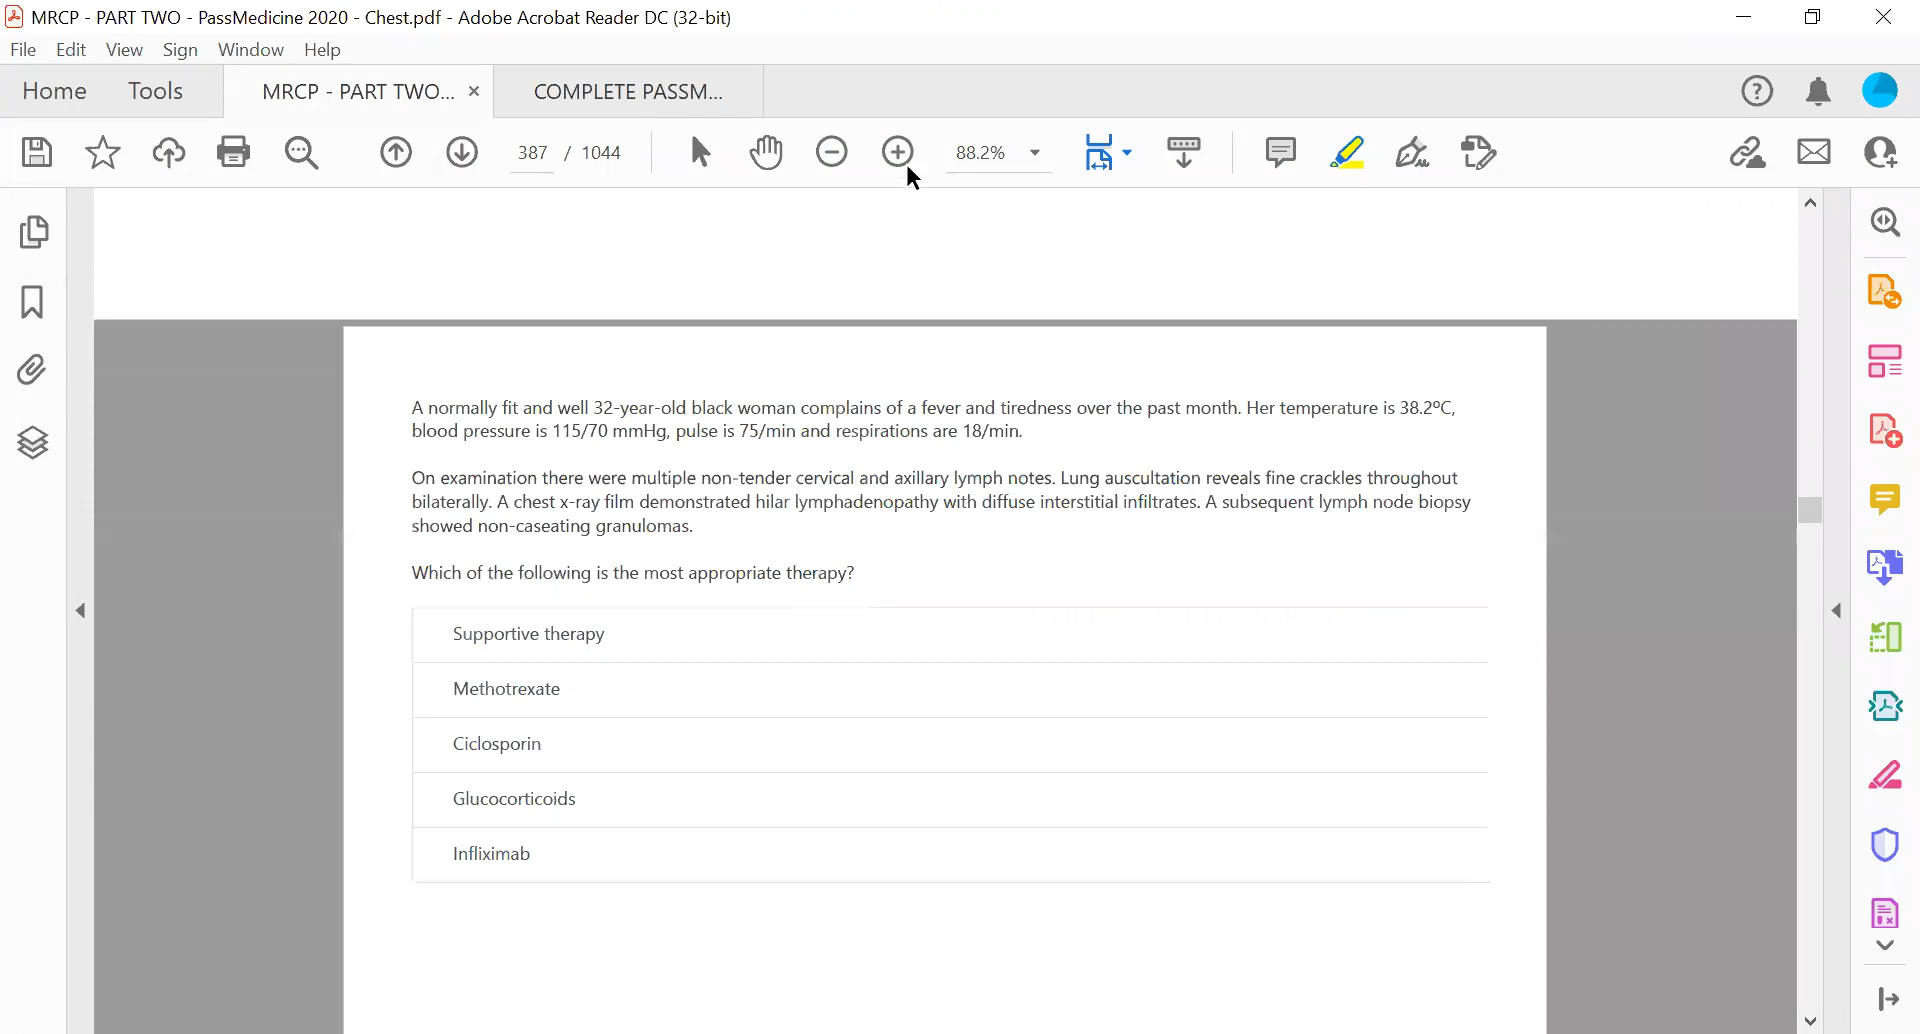 MRCP - PART TWO - PassMedicine 2020 - Chest.pdf - Adobe Acrobat Reader DC (32-bit)
File Edit View Sign Window Help
Home Tools MRCP - PART TWO... × COMPLETE PASSM...
387 / 1044 88.2%
A normally fit and well 32-year-old black woman complains of a fever and tiredness over the past month. Her temperature is 38.2ºC,
blood pressure is 115/70 mmHg, pulse is 75/min and respirations are 18/min.
On examination there were multiple non-tender cervical and axillary lymph notes. Lung auscultation reveals fine crackles throughout
bilaterally. A chest x-ray film demonstrated hilar lymphadenopathy with diffuse interstitial infiltrates. A subsequent lymph node biopsy
showed non-caseating granulomas.
Which of the following is the most appropriate therapy?
Supportive therapy
Methotrexate
Ciclosporin
Glucocorticoids
Infliximab